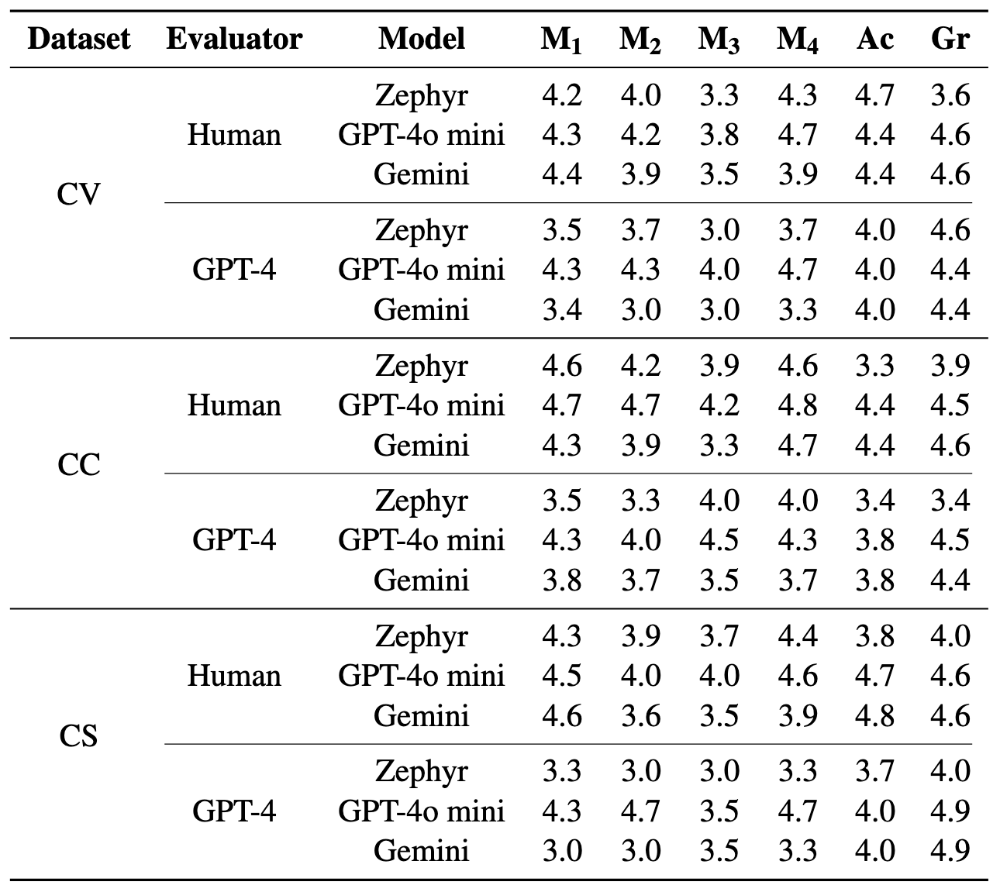 Dataset Evaluator Model M₁ M₂ M₃ M₄ Ac Gr
Zephyr 4.2 4.0 3.3 4.3 4.7 3.6
Human GPT-4o mini 4.3 4.2 3.8 4.7 4.4 4.6
Gemini 4.4 3.9 3.5 3.9 4.4 4.6
CV
Zephyr 3.5 3.7 3.0 3.7 4.0 4.6
GPT-4 GPT-4o mini 4.3 4.3 4.0 4.7 4.0 4.4
Gemini 3.4 3.0 3.0 3.3 4.0 4.4
Zephyr 4.6 4.2 3.9 4.6 3.3 3.9
Human GPT-4o mini 4.7 4.7 4.2 4.8 4.4 4.5
Gemini 4.3 3.9 3.3 4.7 4.4 4.6
CC
Zephyr 3.5 3.3 4.0 4.0 3.4 3.4
GPT-4 GPT-4o mini 4.3 4.0 4.5 4.3 3.8 4.5
Gemini 3.8 3.7 3.5 3.7 3.8 4.4
Zephyr 4.3 3.9 3.7 4.4 3.8 4.0
Human GPT-4o mini 4.5 4.0 4.0 4.6 4.7 4.6
Gemini 4.6 3.6 3.5 3.9 4.8 4.6
CS
Zephyr 3.3 3.0 3.0 3.3 3.7 4.0
GPT-4 GPT-4o mini 4.3 4.7 3.5 4.7 4.0 4.9
Gemini 3.0 3.0 3.5 3.3 4.0 4.9